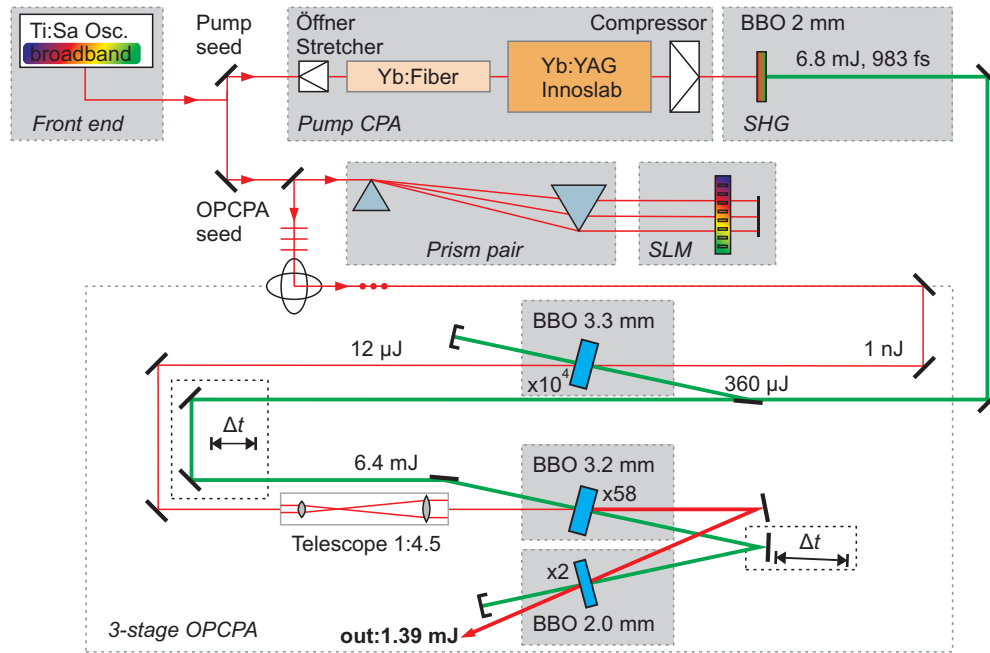 Ti:Sa Osc.
broadband
Front end
Pump
seed
Öffner
Stretcher
Yb:Fiber
Yb:YAG
Innoslab
Compressor
Pump CPA
BBO 2 mm
6.8 mJ, 983 fs
SHG
OPCPA
seed
Prism pair
SLM
BBO 3.3 mm
x10⁴
12 µJ
1 nJ
360 µJ
Δt
6.4 mJ
BBO 3.2 mm
x58
Telescope 1:4.5
Δt
x2
BBO 2.0 mm
3-stage OPCPA
out:1.39 mJ